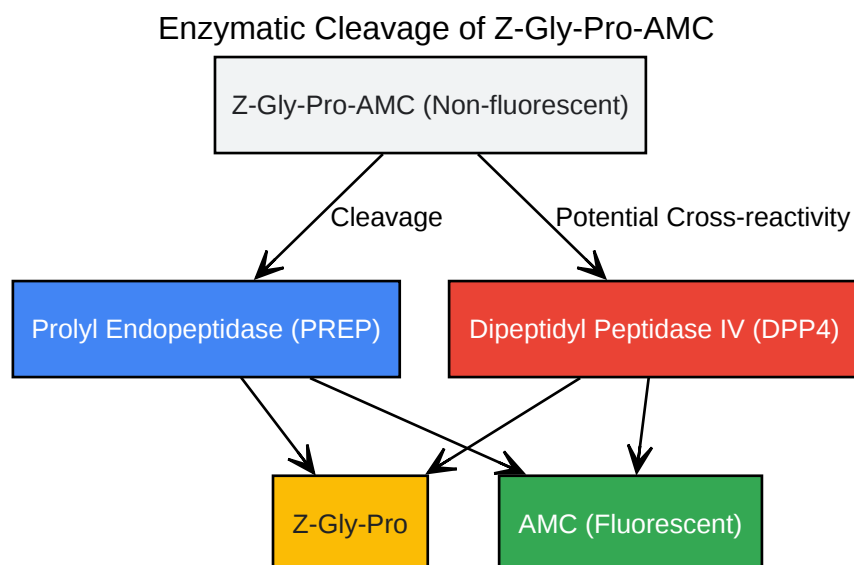 Enzymatic Cleavage of Z-Gly-Pro-AMC
Z-Gly-Pro-AMC (Non-fluorescent)
Cleavage
Potential Cross-reactivity
Prolyl Endopeptidase (PREP)
Dipeptidyl Peptidase IV (DPP4)
Z-Gly-Pro
AMC (Fluorescent)